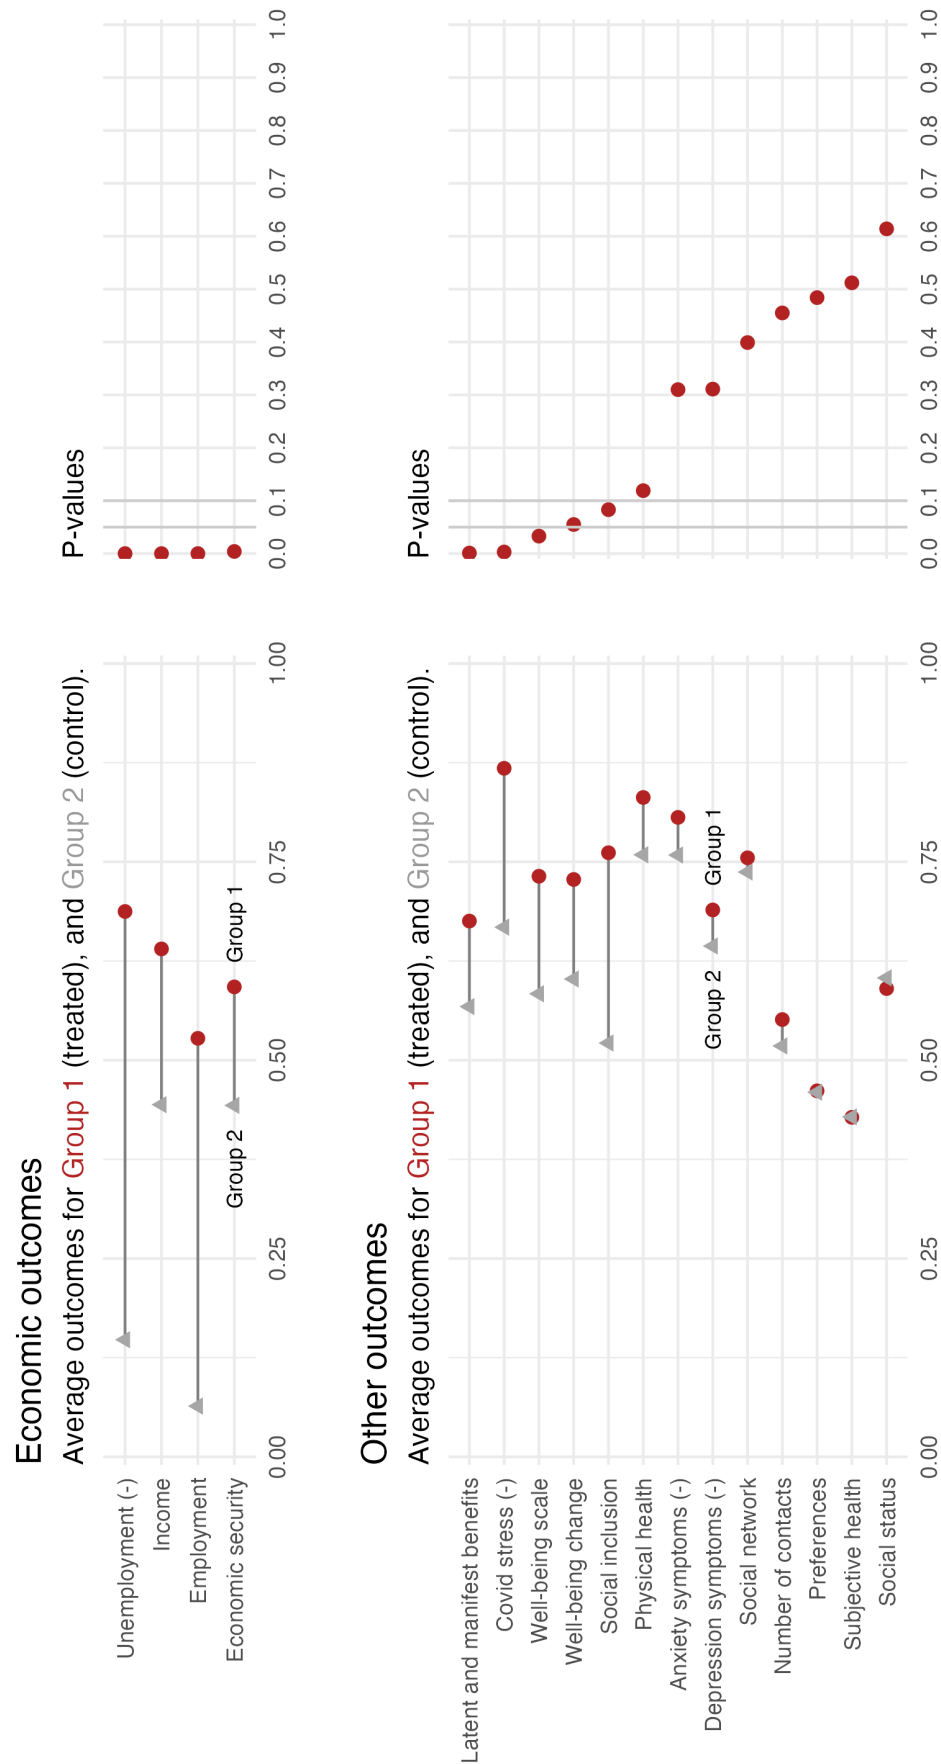 Economic outcomes
Average outcomes for Group 1 (treated), and Group 2 (control).
P-values
Unemployment (-)
Income
Employment
Economic security
Group 2
Group 1
0.00 0.25 0.50 0.75 1.00
0.0 0.1 0.2 0.3 0.4 0.5 0.6 0.7 0.8 0.9 1.0
Other outcomes
Average outcomes for Group 1 (treated), and Group 2 (control).
P-values
Latent and manifest benefits
Covid stress (-)
Well-being scale
Well-being change
Social inclusion
Physical health
Anxiety symptoms (-)
Depression symptoms (-)
Group 2
Group 1
Social network
Number of contacts
Preferences
Subjective health
Social status
0.00 0.25 0.50 0.75 1.00
0.0 0.1 0.2 0.3 0.4 0.5 0.6 0.7 0.8 0.9 1.0